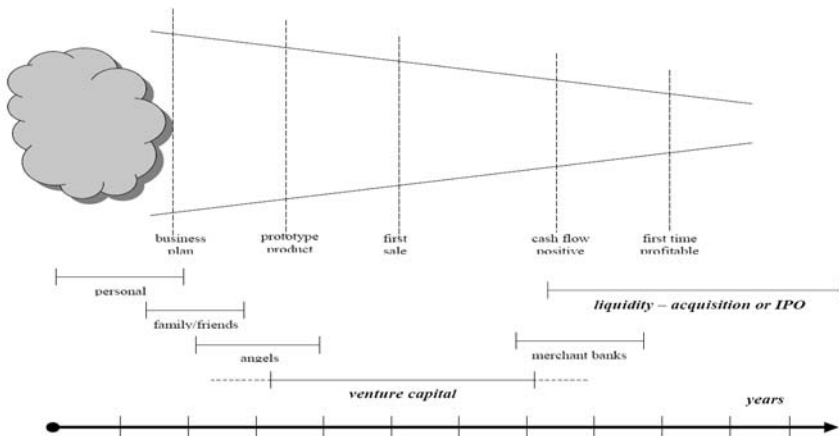 business
plan
prototype
product
first
sale
cash flow
positive
first time
profitable
personal
liquidity – acquisition or IPO
family/friends
angels
merchant banks
venture capital
years